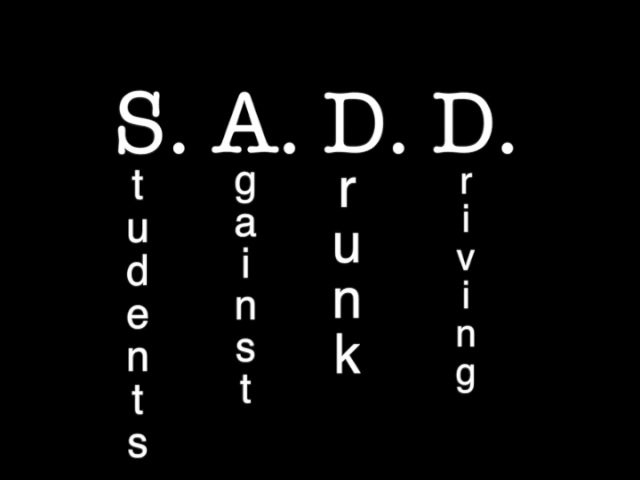 S. A. D. D.
tudents
gainst
runk
riving